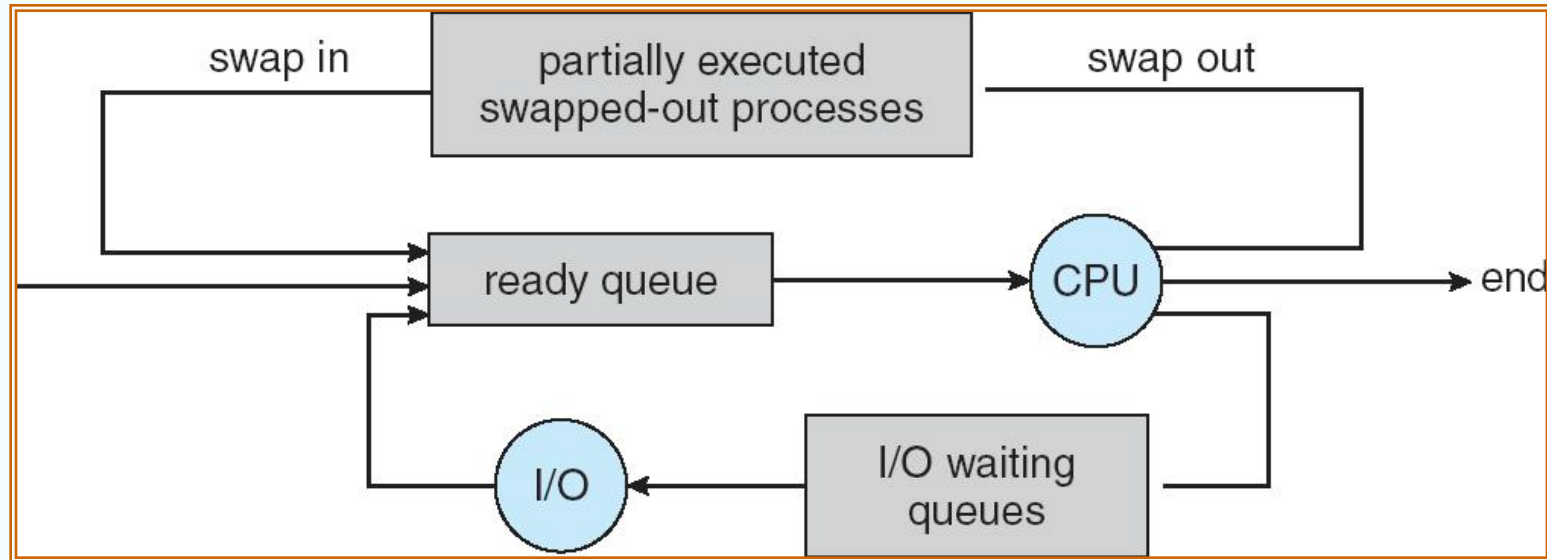 swap in
partially executed
swapped-out processes
swap out
ready queue
CPU
end
I/O
I/O waiting
queues